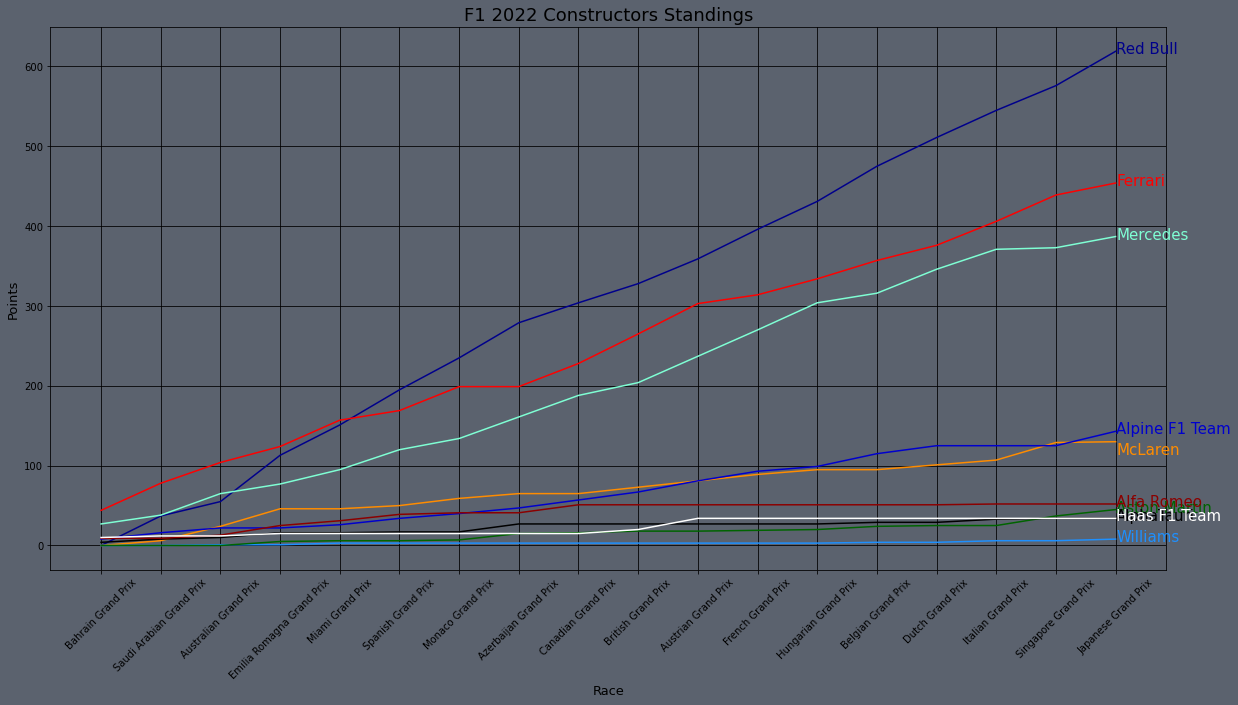 F1 2022 Constructors Standings
600
500
400
300
200
100
0
Points
Red Bull
Ferrari
Mercedes
Alpine F1 Team
McLaren
Alfa Romeo
Haas F1 Team
Williams
Bahrain Grand Prix
Saudi Arabian Grand Prix
Australian Grand Prix
Emilia Romagna Grand Prix
Miami Grand Prix
Spanish Grand Prix
Monaco Grand Prix
Azerbaijan Grand Prix
Canadian Grand Prix
British Grand Prix
Austrian Grand Prix
French Grand Prix
Hungarian Grand Prix
Belgian Grand Prix
Dutch Grand Prix
Italian Grand Prix
Singapore Grand Prix
Japanese Grand Prix
Race